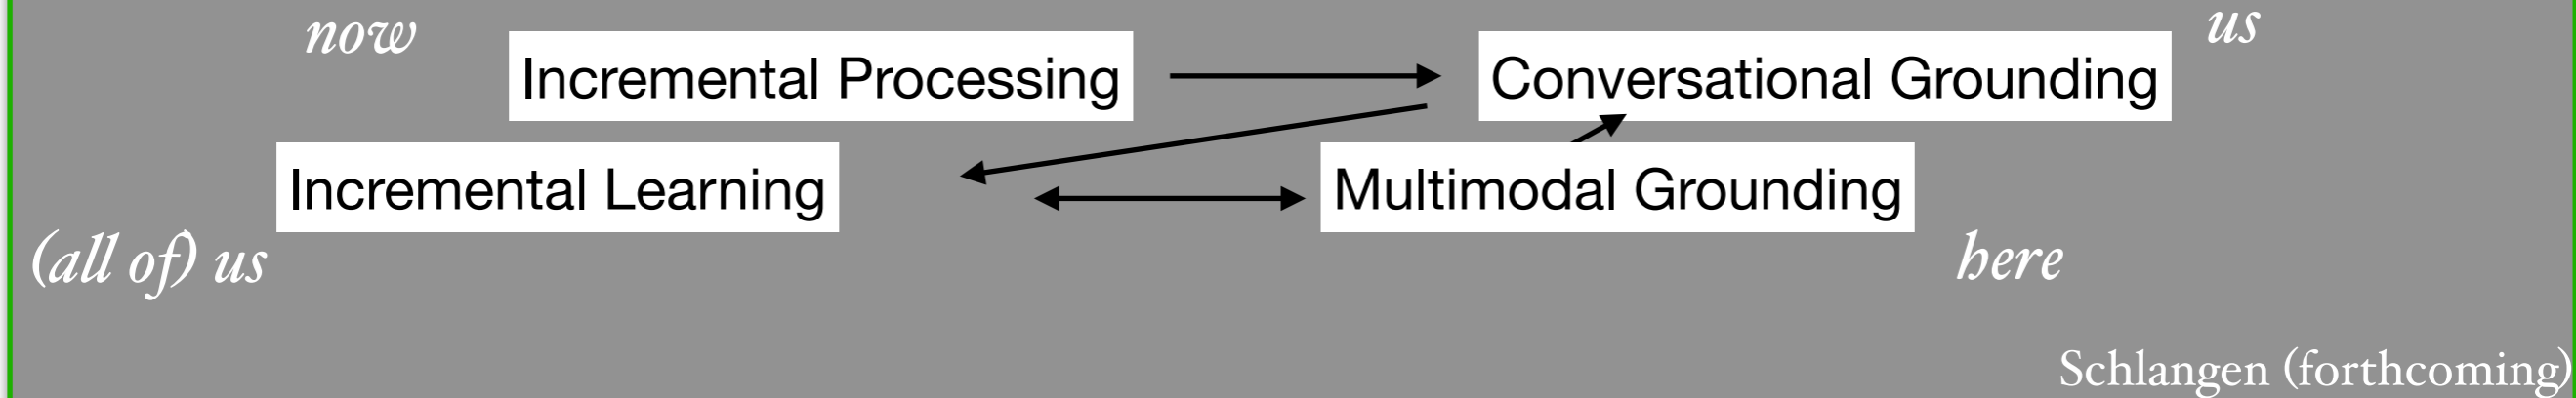 now
us
Incremental Processing
Conversational Grounding
Incremental Learning
Multimodal Grounding
(all of) us
here
Schlangen (forthcoming)